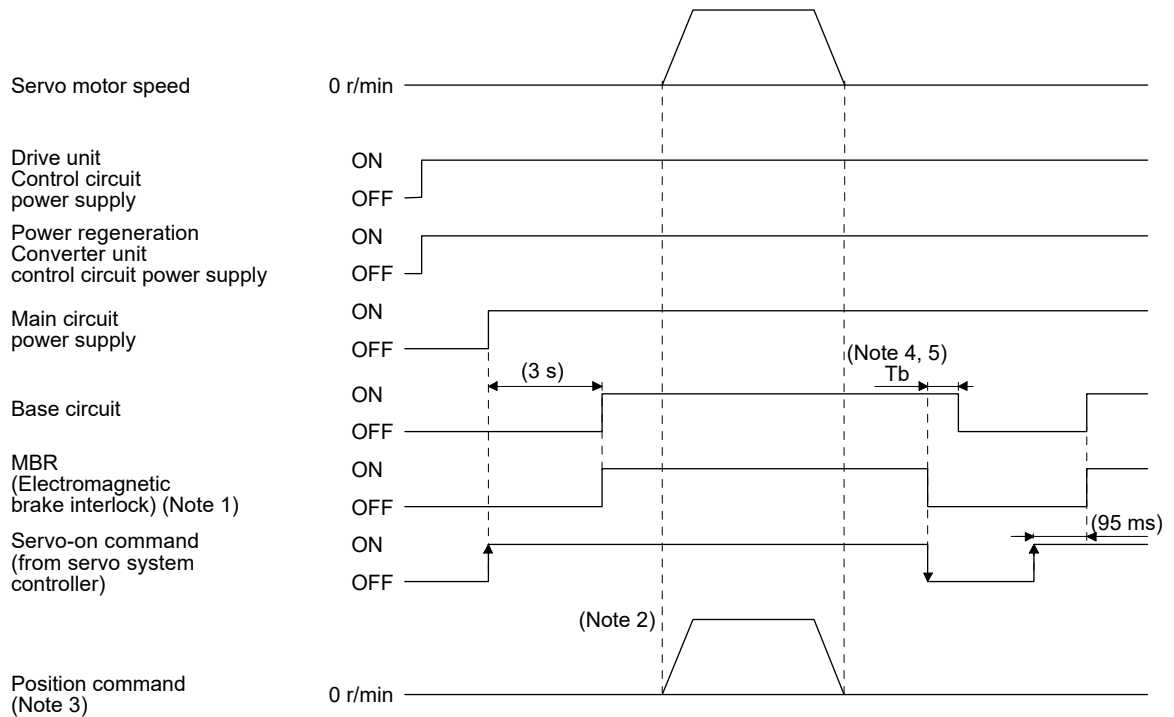 Servo motor speed
0 r/min
Drive unit
Control circuit
power supply
ON
OFF
Power regeneration
Converter unit
control circuit power supply
ON
OFF
Main circuit
power supply
ON
OFF
(3 s)
(Note 4, 5)
Tb
Base circuit
ON
OFF
MBR
(Electromagnetic
brake interlock) (Note 1)
ON
OFF
(95 ms)
Servo-on command
(from servo system
controller)
ON
OFF
(Note 2)
Position command
(Note 3)
0 r/min